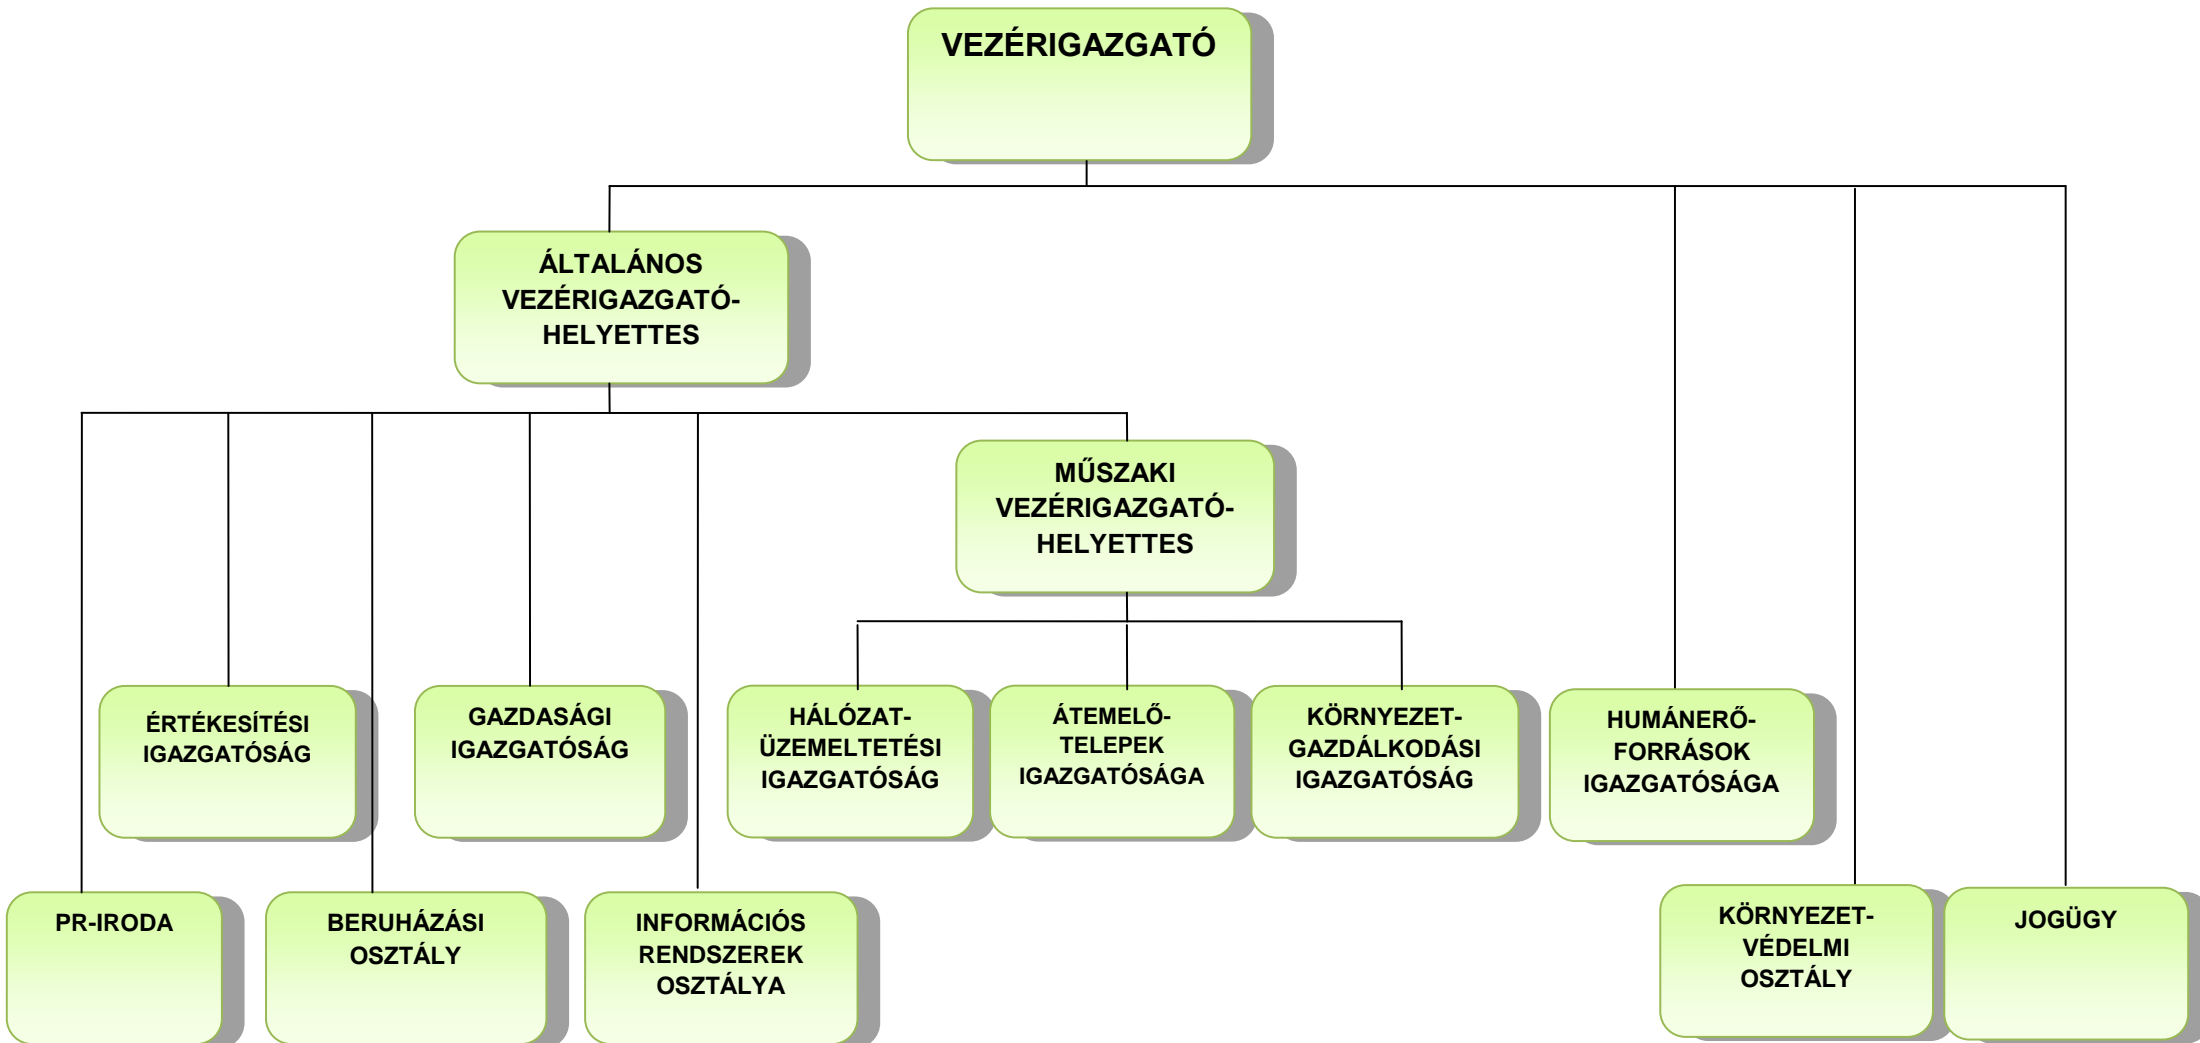 VEZÉRIGAZGATÓ
ÁLTALÁNOS
VEZÉRIGAZGATÓ-
HELYETTES
MŰSZAKI
VEZÉRIGAZGATÓ-
HELYETTES
ÉRTÉKESÍTÉSI
IGAZGATÓSÁG
GAZDASÁGI
IGAZGATÓSÁG
HÁLÓZAT-
ÜZEMELTETÉSI
IGAZGATÓSÁG
ÁTEMELŐ-
TELEPEK
IGAZGATÓSÁGA
KÖRNYEZET-
GAZDÁLKODÁSI
IGAZGATÓSÁG
HUMÁNERŐ-
FORRÁSOK
IGAZGATÓSÁGA
PR-IRODA
BERUHÁZÁSI
OSZTÁLY
INFORMÁCIÓS
RENDSZEREK
OSZTÁLYA
KÖRNYEZET-
VÉDELMI
OSZTÁLY
JOGÜGY